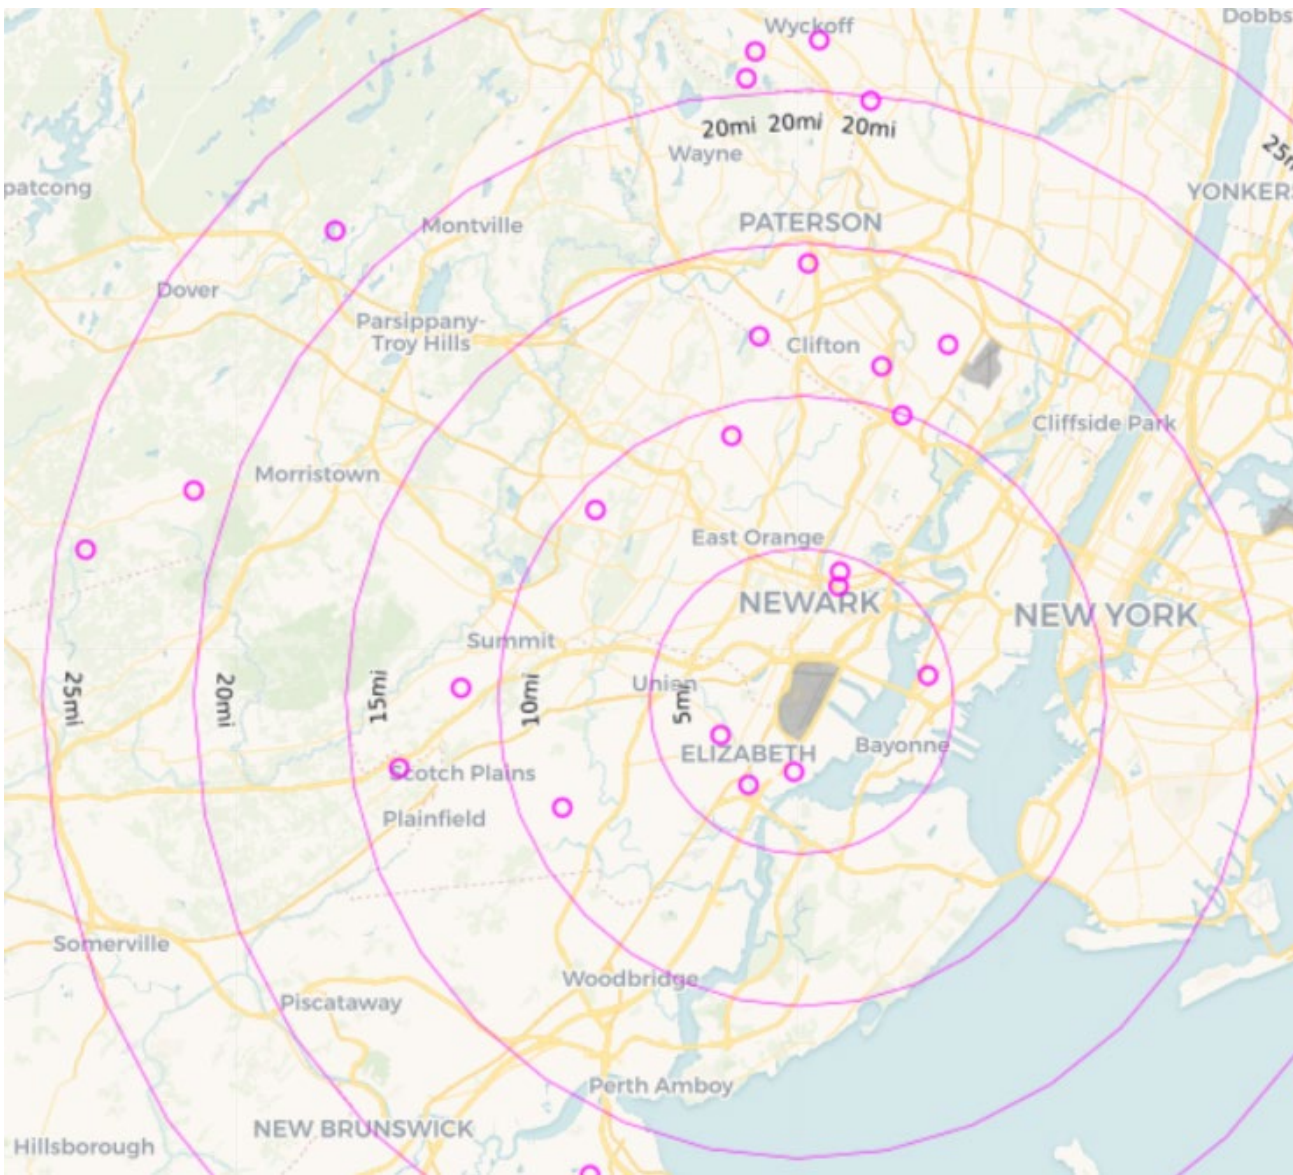 Dobbs
Wyckoff
20mi 20mi 20mi
25m
Wayne
patcong
YONKERS
Montville
PATERSON
Dover
Parsippany-
Troy Hills
Clifton
Cliffside Park
Morristown
East Orange
NEWARK
NEW YORK
Summit
Union
25mi
20mi
15mi
10mi
5mi
ELIZABETH
Bayonne
Scotch Plains
Plainfield
Somerville
Woodbridge
Piscataway
Perth Amboy
NEW BRUNSWICK
Hillsborough